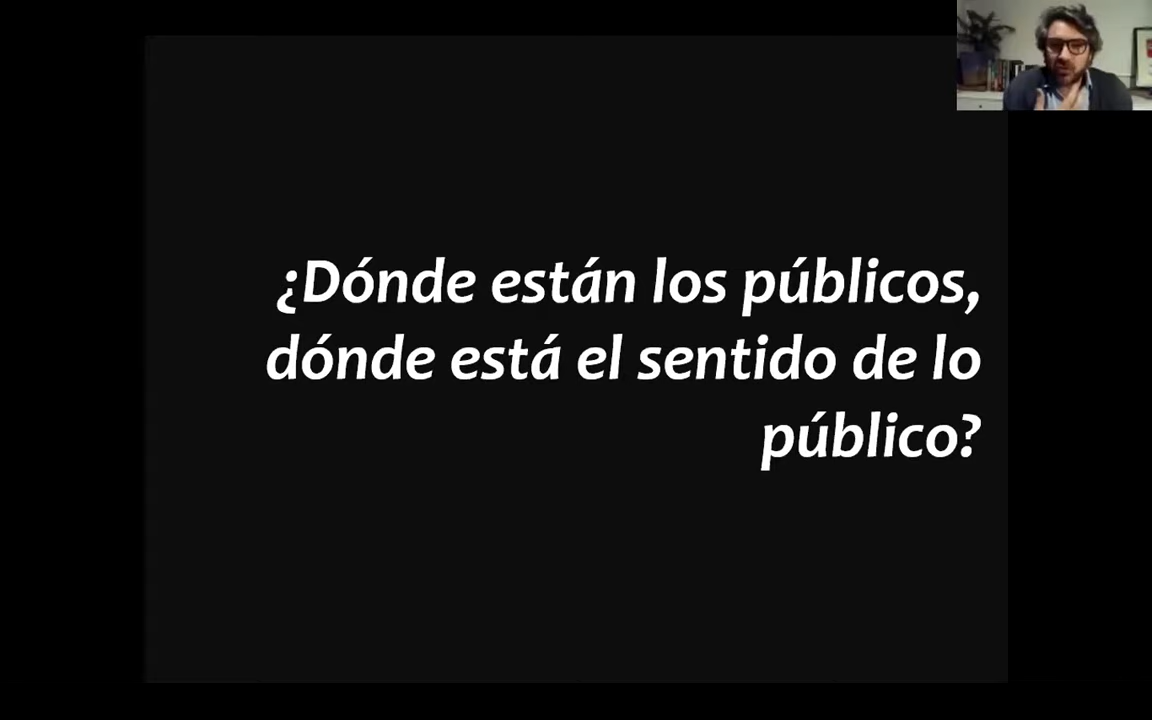 ¿Dónde están los públicos,
dónde está el sentido de lo
público?